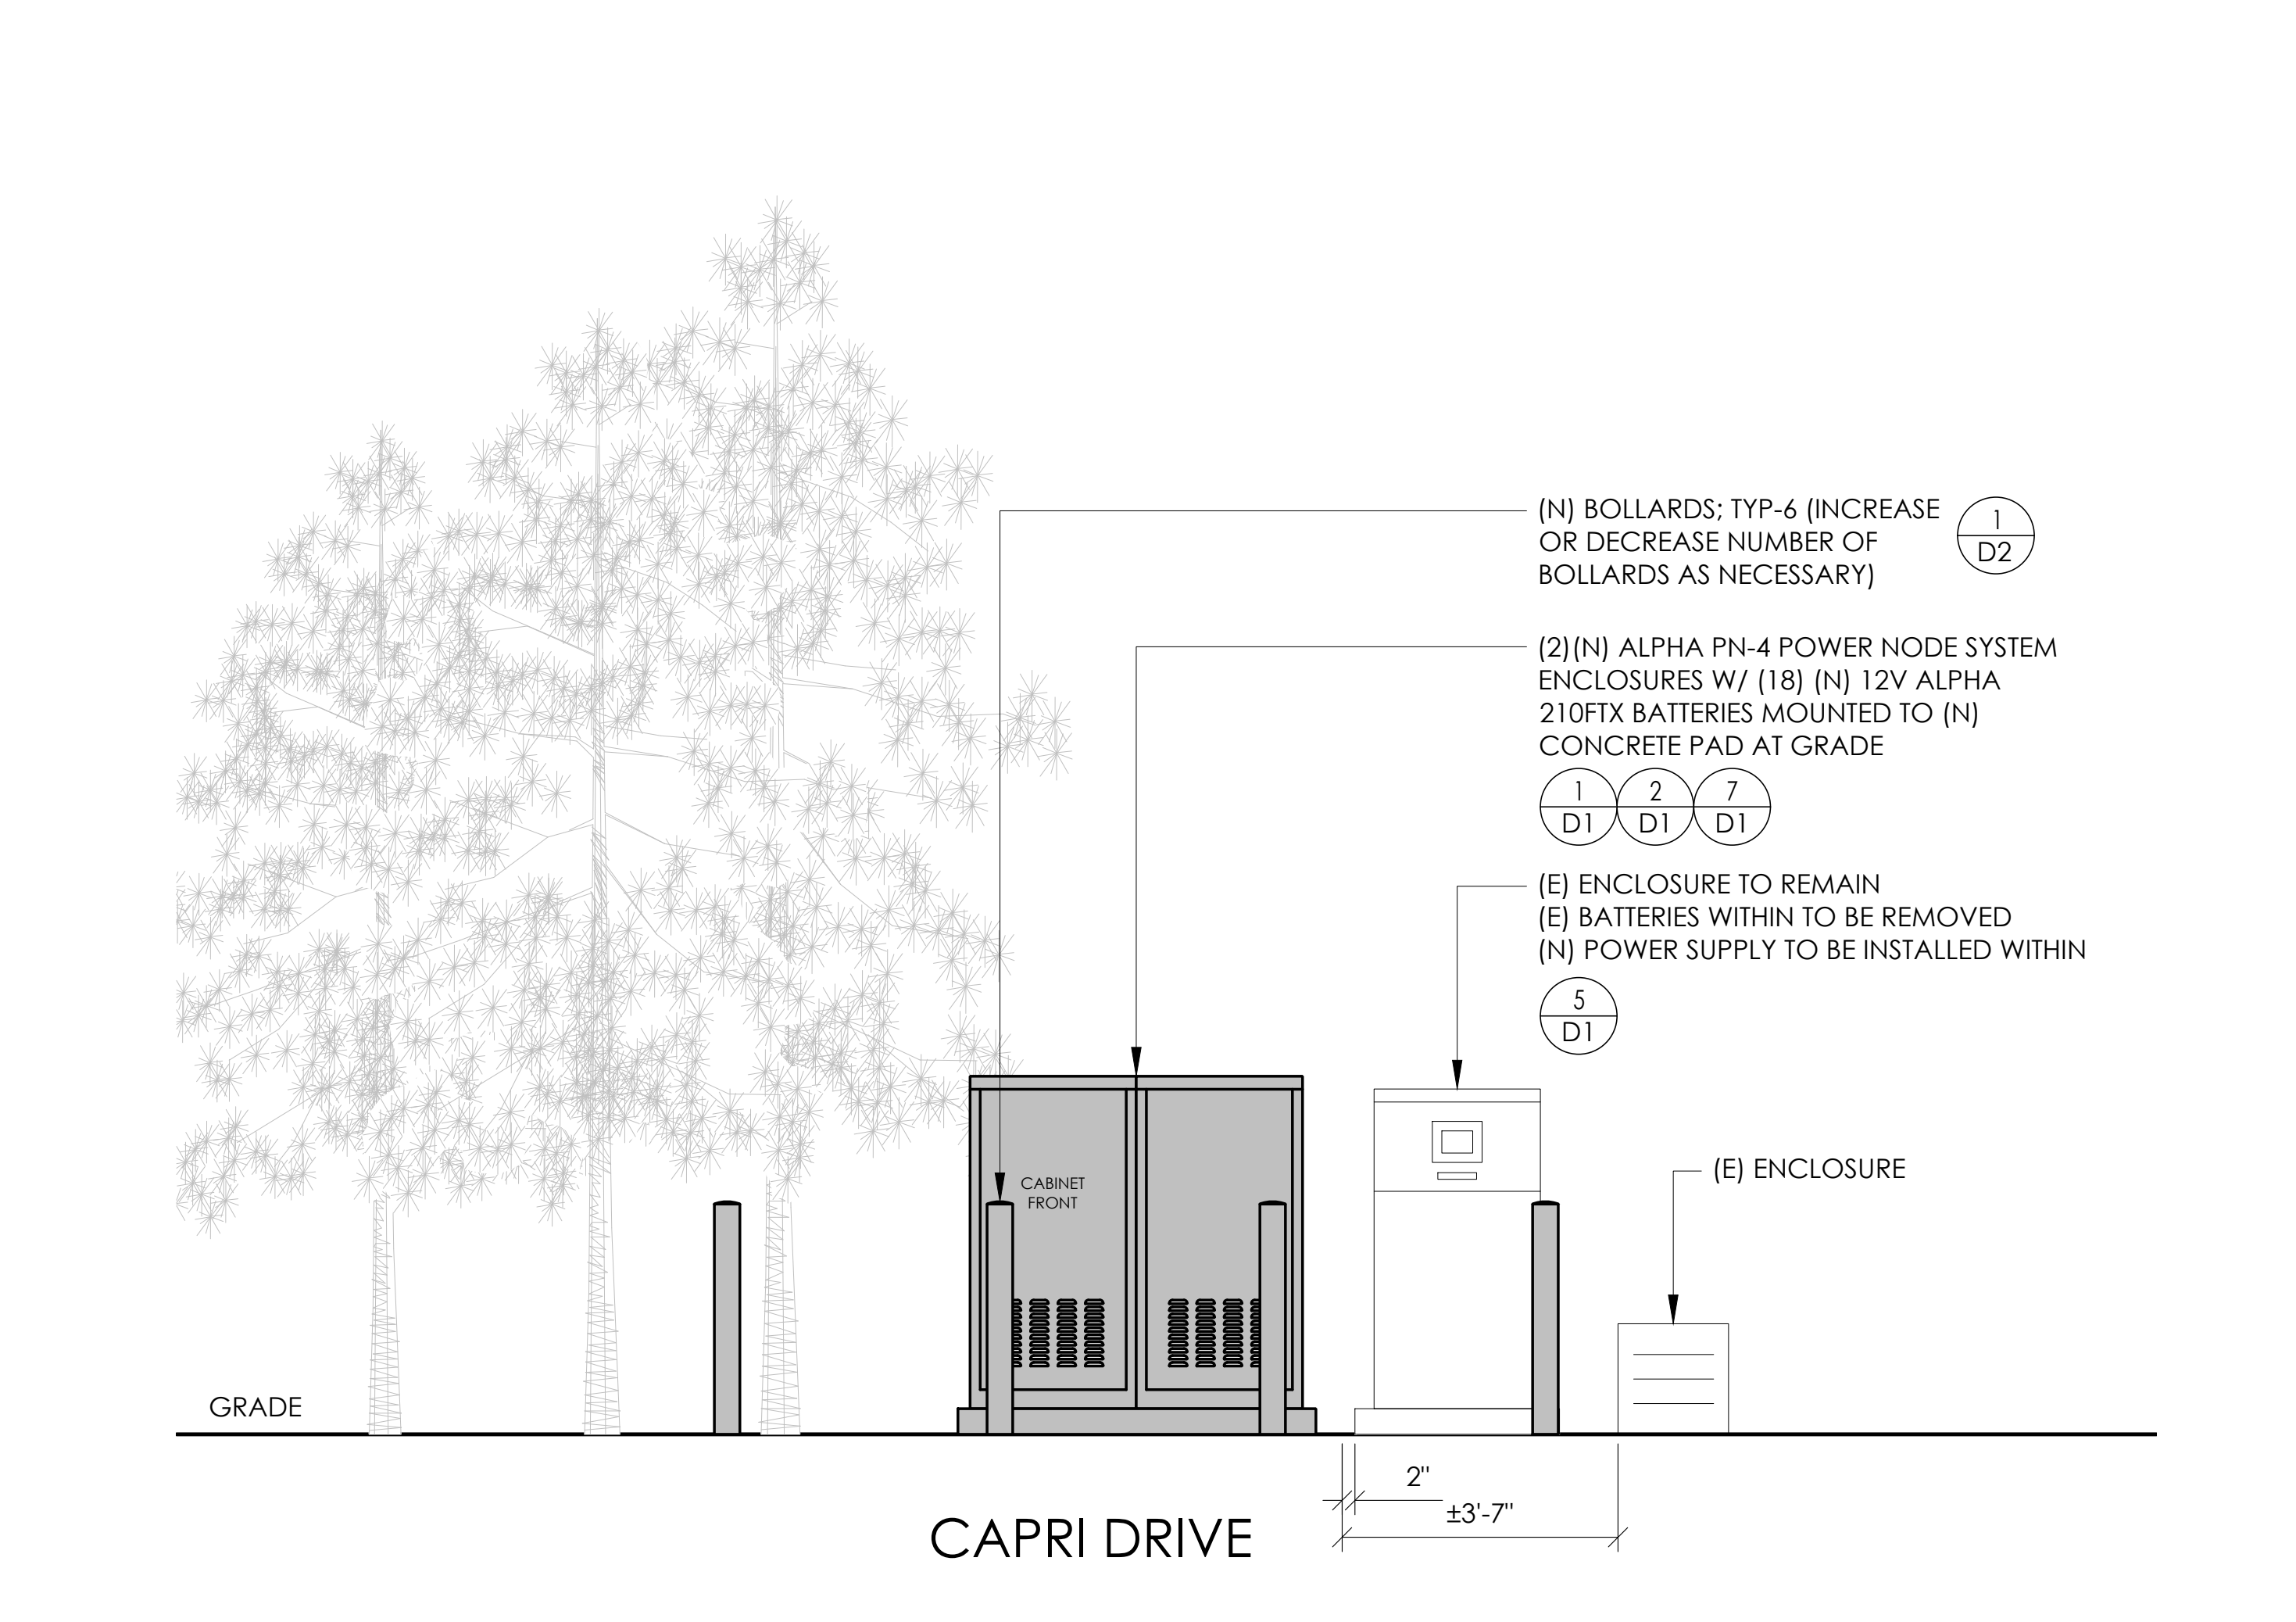 (N) BOLLARDS; TYP-6 (INCREASE
OR DECREASE NUMBER OF
BOLLARDS AS NECESSARY)
1
D2
(2)(N) ALPHA PN-4 POWER NODE SYSTEM
ENCLOSURES W/ (18) (N) 12V ALPHA
210FTX BATTERIES MOUNTED TO (N)
CONCRETE PAD AT GRADE
1
D1
2
D1
7
D1
(E) ENCLOSURE TO REMAIN
(E) BATTERIES WITHIN TO BE REMOVED
(N) POWER SUPPLY TO BE INSTALLED WITHIN
5
D1
(E) ENCLOSURE
CABINET
FRONT
GRADE
2"
±3'-7"
CAPRI DRIVE